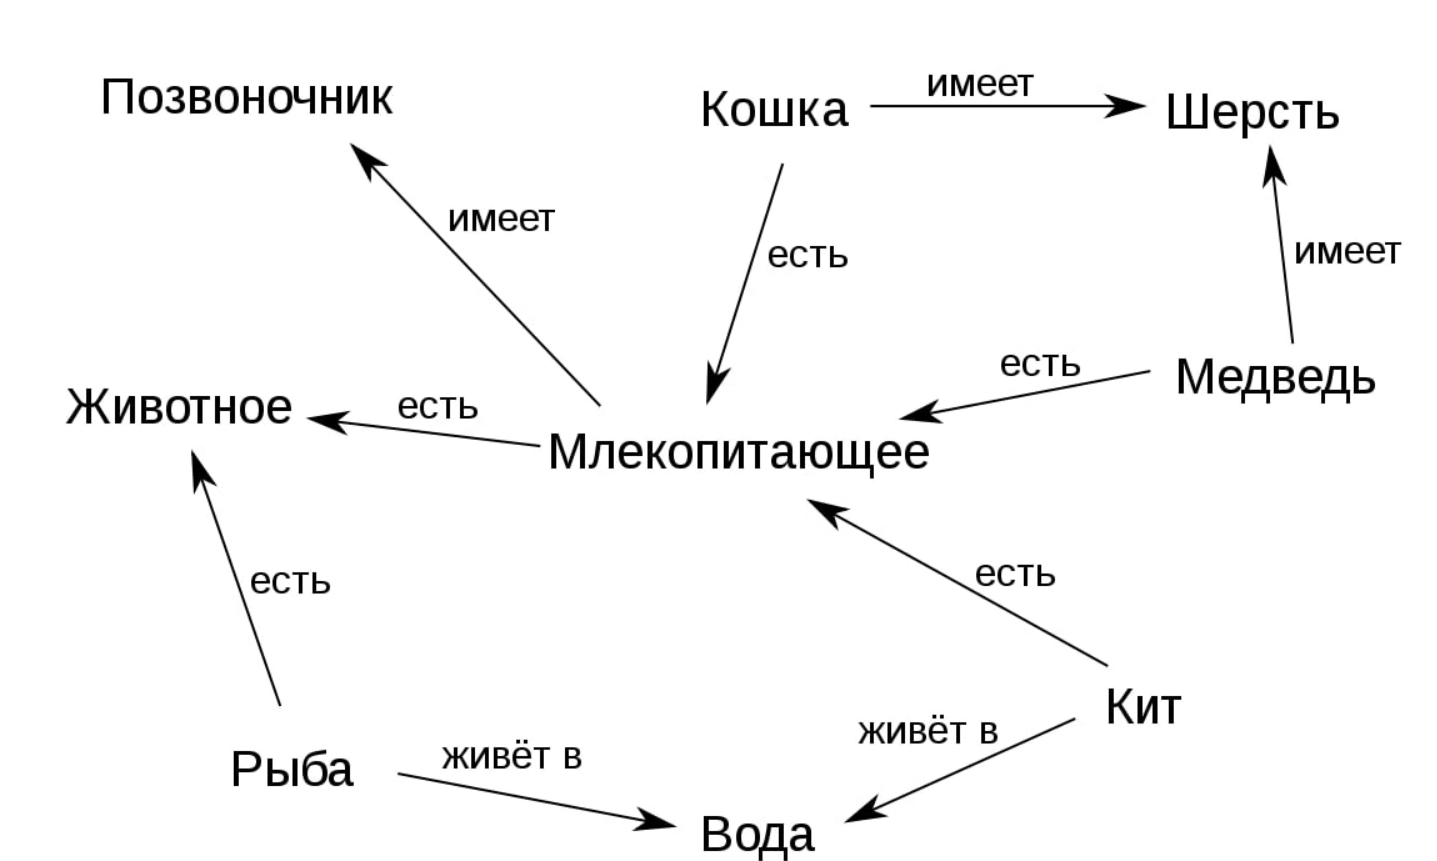 имеет
Позвоночник
Кошка
Шерсть
имеет
есть
имеет
есть
Медведь
Животное
есть
Млекопитающее
есть
есть
Кит
живёт в
живёт в
Рыба
Вода